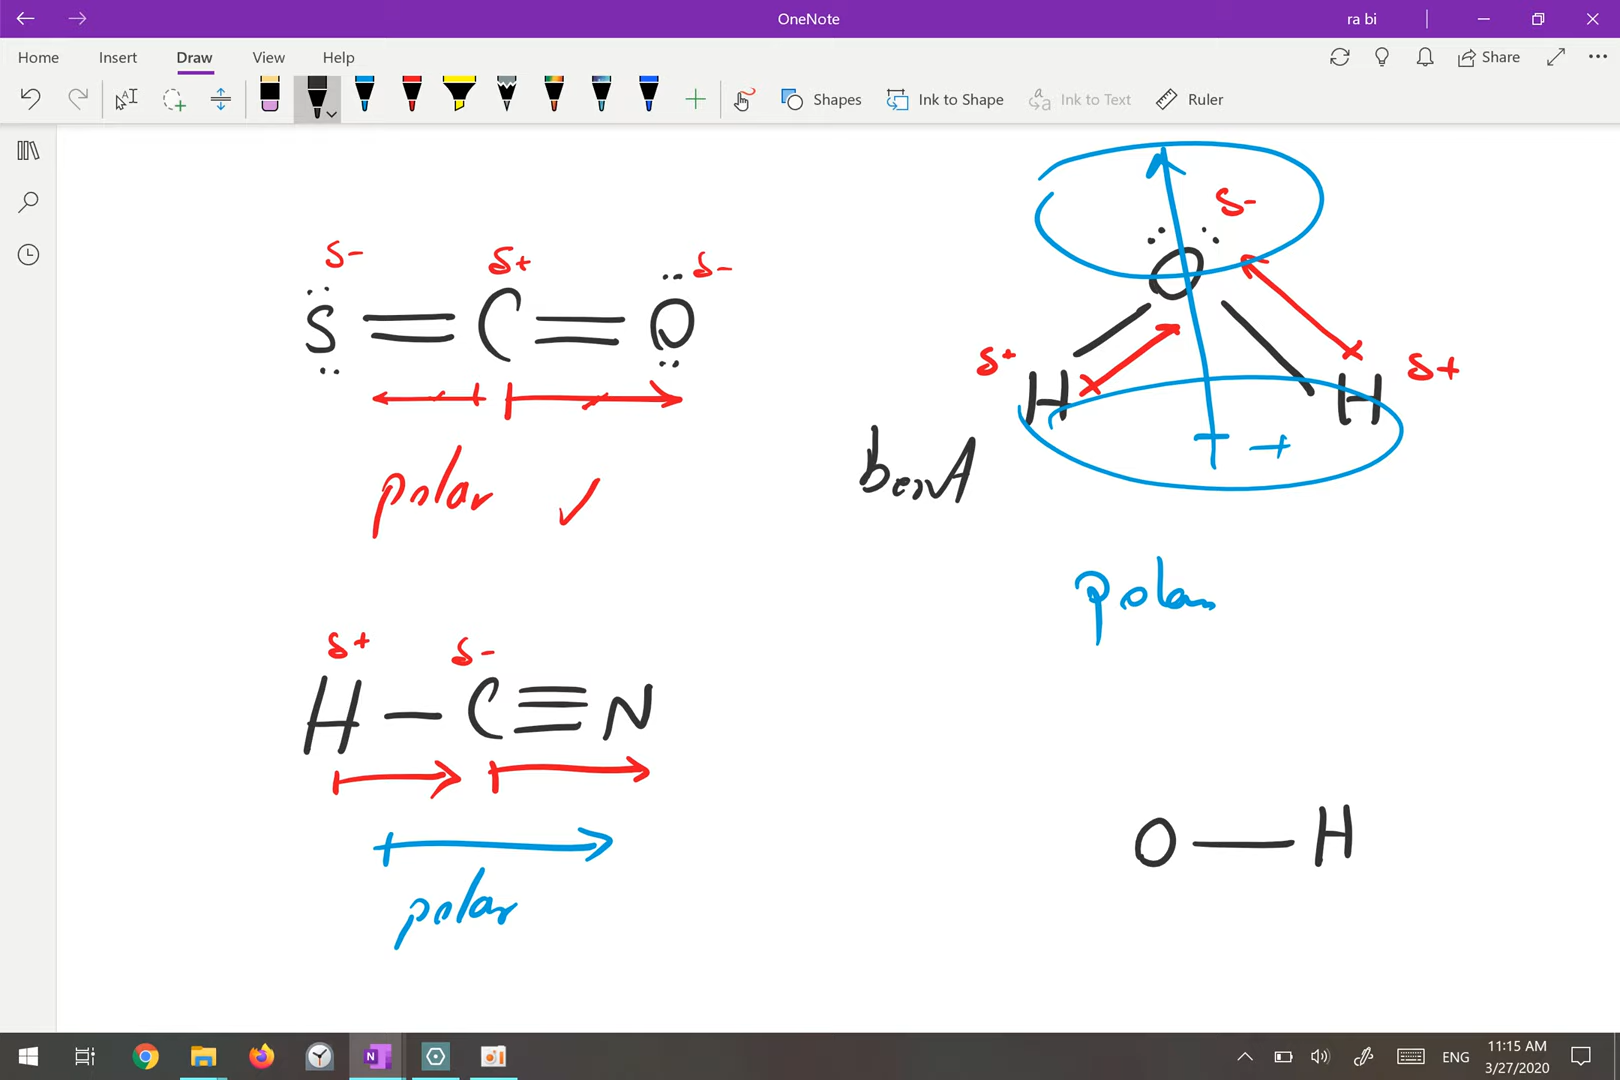 OneNote
ra bi
Home Insert Draw View Help
Share
Shapes
Ink to Shape
Ink to Text
Ruler
δ- δ+ δ-
S=C=O
polar ✓
δ-
O
δ+ δ+
H H
+
bent
polar
δ+ δ-
H-C≡N
polar
O-H
ENG
11:15 AM
3/27/2020